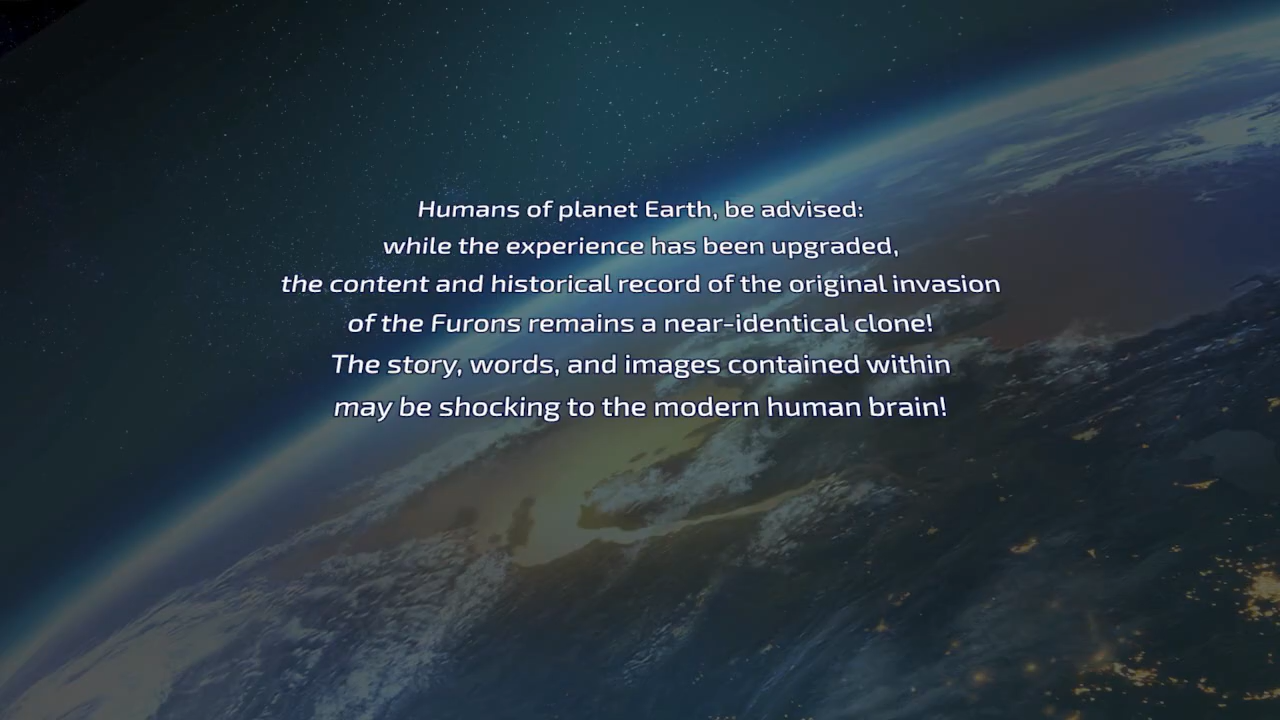 Humans of planet Earth, be advised:
while the experience has been upgraded,
the content and historical record of the original invasion
of the Furons remains a near-identical clone!
The story, words, and images contained within
may be shocking to the modern human brain!